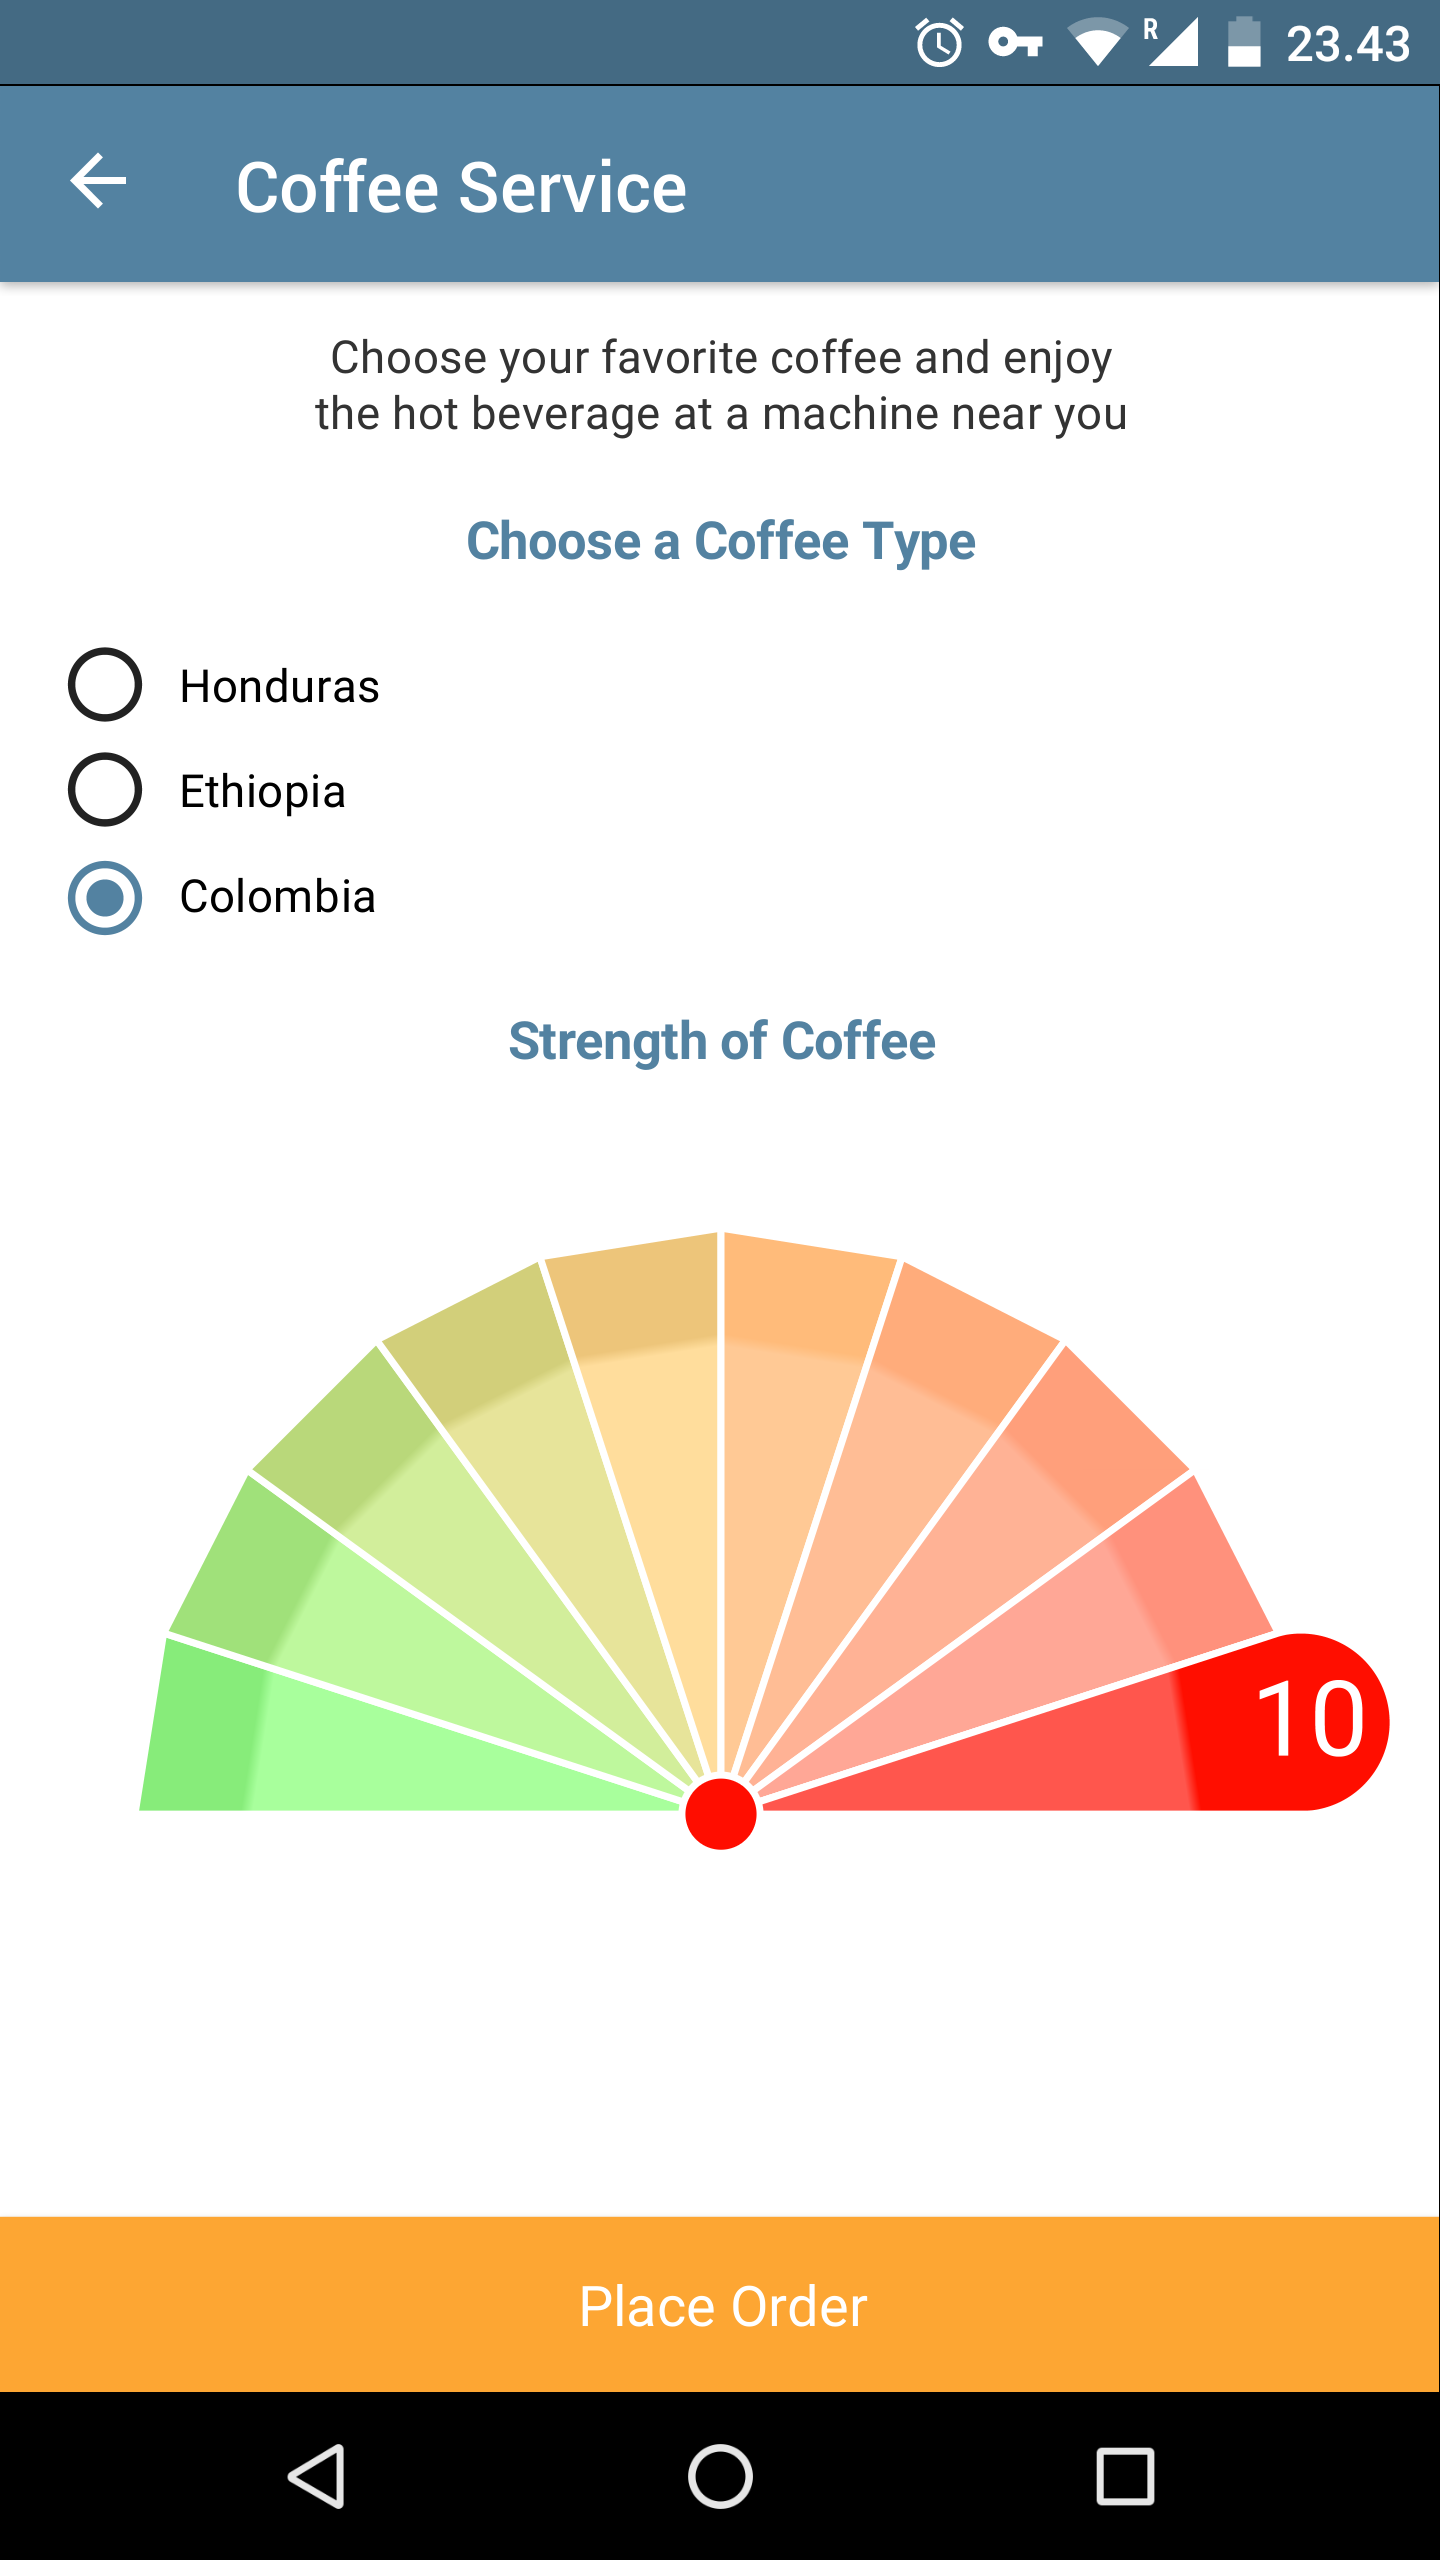 R 23.43
Coffee Service
Choose your favorite coffee and enjoy
the hot beverage at a machine near you
Choose a Coffee Type
Honduras
Ethiopia
Colombia
Strength of Coffee
10
Place Order